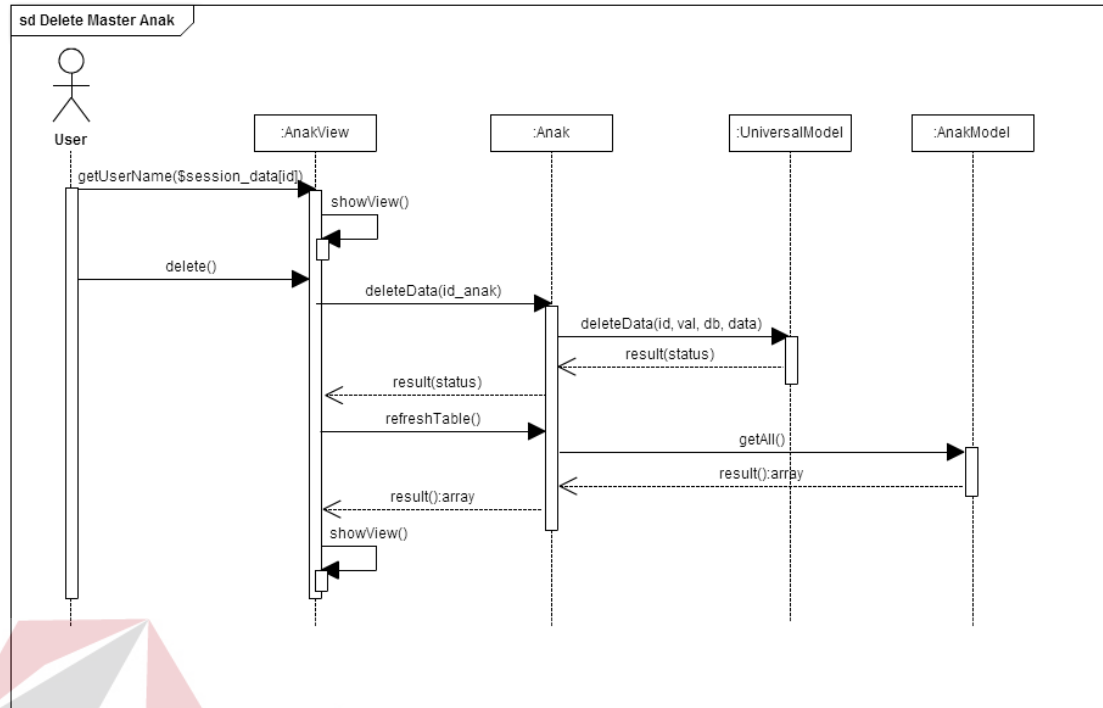 sd Delete Master Anak
User
:AnakView
:Anak
:UniversalModel
:AnakModel
getUserName($session_data[id])
showView()
delete()
deleteData(id_anak)
deleteData(id, val, db, data)
result(status)
result(status)
refreshTable()
getAll()
result():array
result():array
showView()